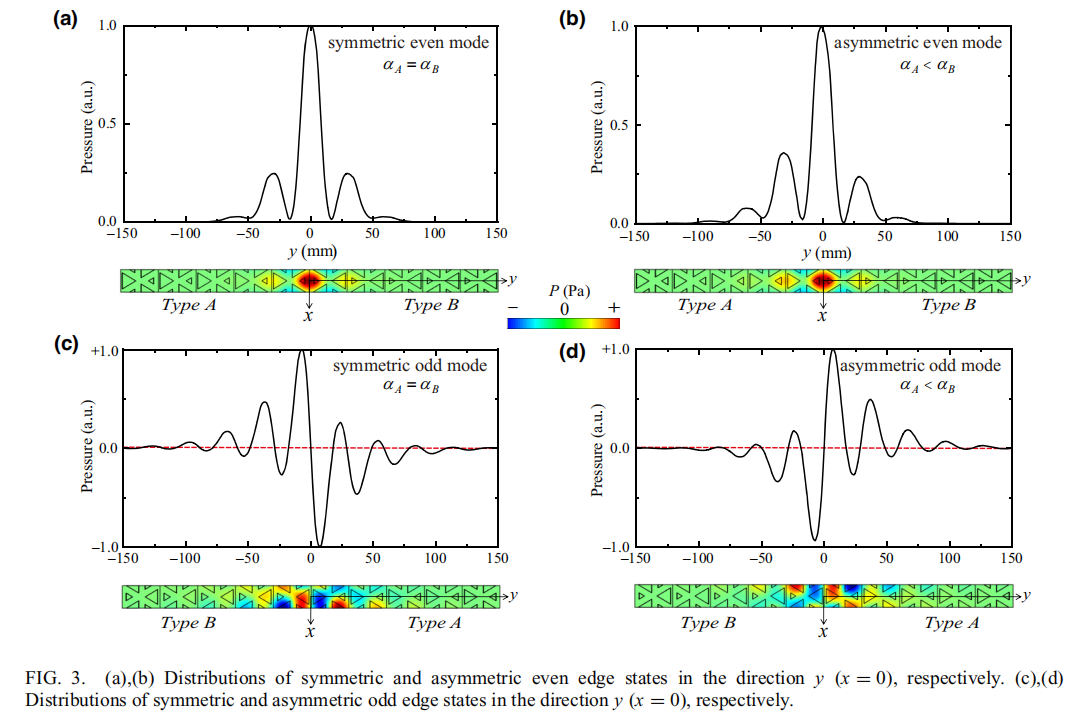 (a)
symmetric even mode
α_A = α_B
Pressure (a.u.)
1.0
0.5
0.0
−150 −100 −50 0 50 100 150
y (mm)
Type A Type B
y
x
(b)
asymmetric even mode
α_A < α_B
Pressure (a.u.)
1.0
0.5
0.0
−150 −100 −50 0 50 100 150
y (mm)
Type A Type B
y
x
P (Pa)
− 0 +
(c)
symmetric odd mode
α_A = α_B
Pressure (a.u.)
+1.0
0.0
−1.0
−150 −100 −50 0 50 100 150
Type B Type A
y
x
(d)
asymmetric odd mode
α_A < α_B
Pressure (a.u.)
+1.0
0.0
−1.0
−150 −100 −50 0 50 100 150
Type B Type A
y
x
FIG. 3. (a),(b) Distributions of symmetric and asymmetric even edge states in the direction y (x = 0), respectively. (c),(d)
Distributions of symmetric and asymmetric odd edge states in the direction y (x = 0), respectively.